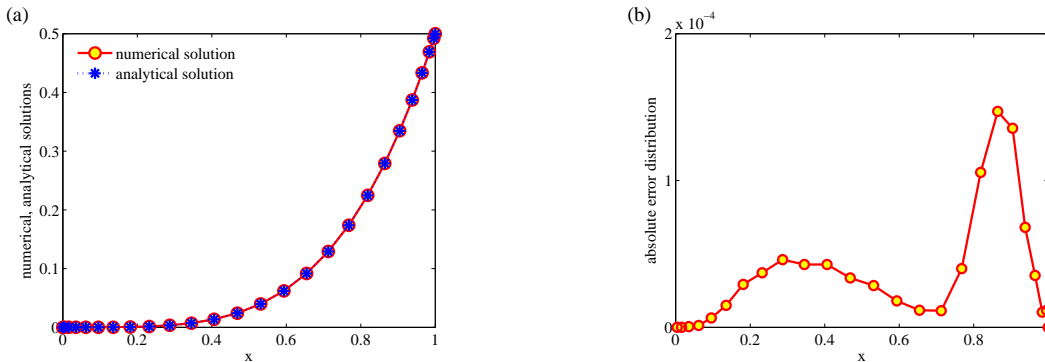 (a)
0.5
0.4
0.3
0.2
0.1
0
numerical, analytical solutions
numerical solution
analytical solution
0 0.2 0.4 0.6 0.8 1
x
(b)
2 x 10-4
1
0
absolute error distribution
0 0.2 0.4 0.6 0.8 1
x